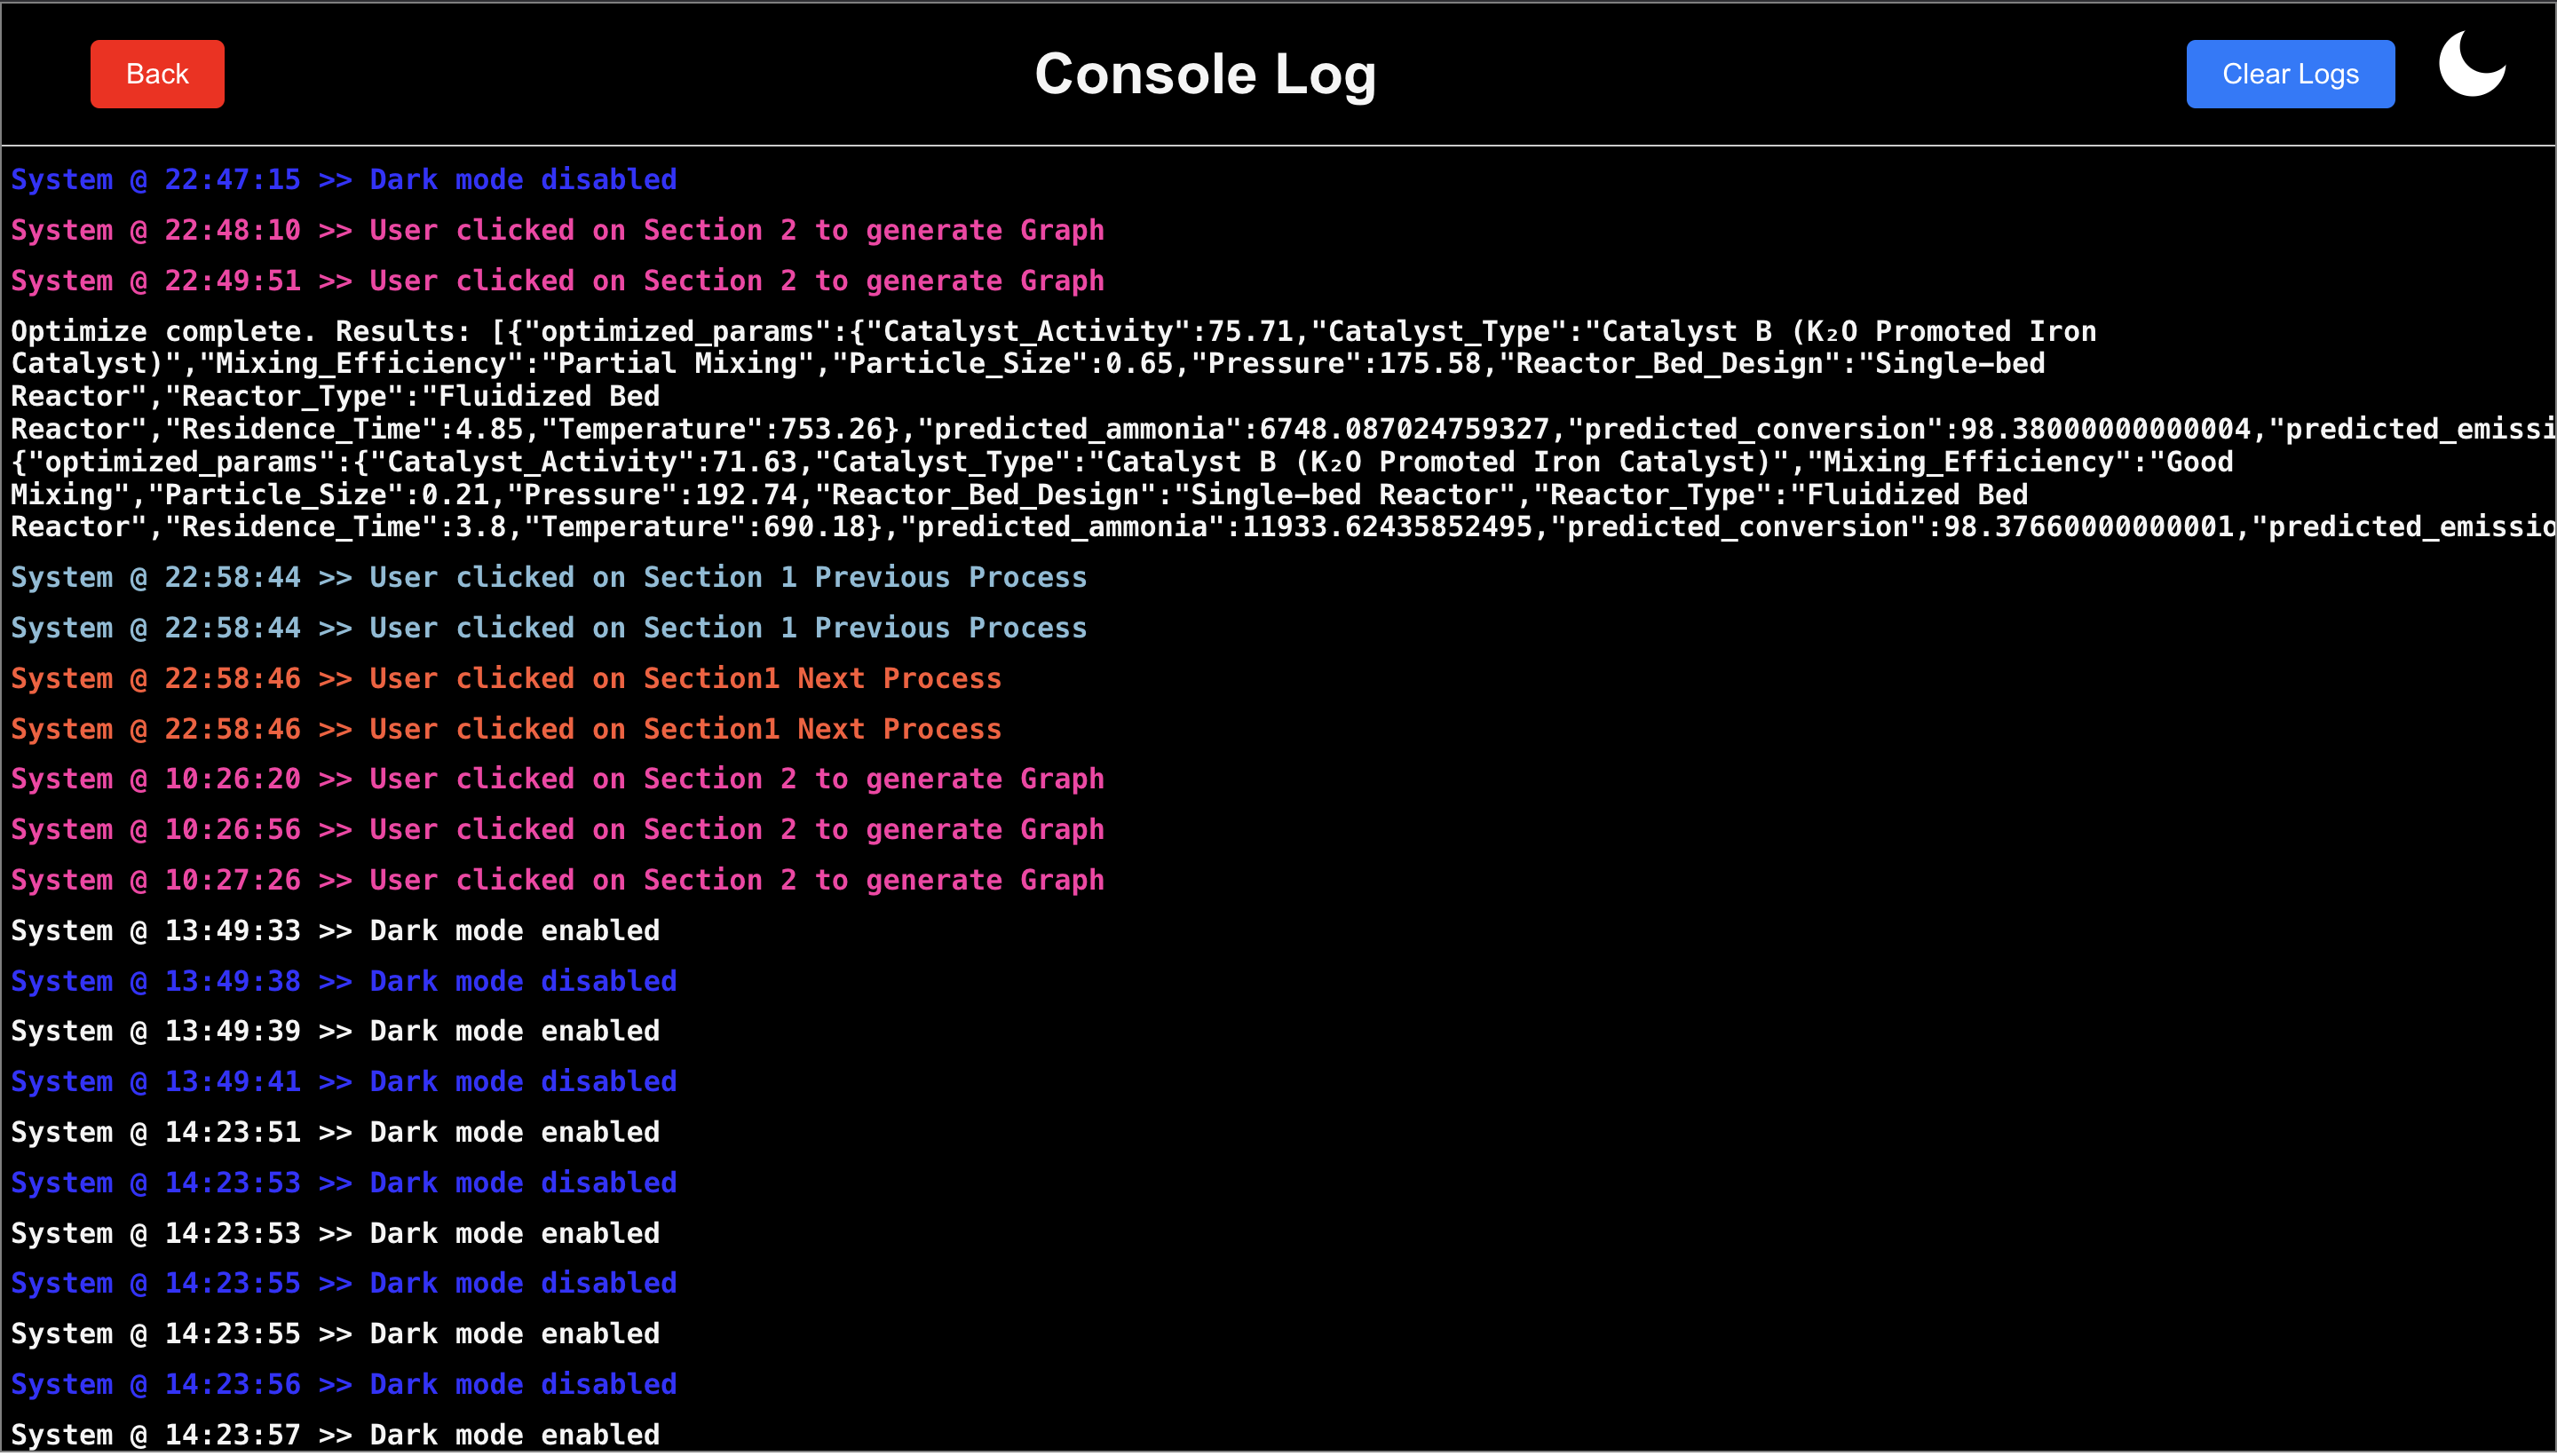 Back
Console Log
Clear Logs
System @ 22:47:15 >> Dark mode disabled
System @ 22:48:10 >> User clicked on Section 2 to generate Graph
System @ 22:49:51 >> User clicked on Section 2 to generate Graph
Optimize complete. Results: [{"optimized_params":{"Catalyst_Activity":75.71,"Catalyst_Type":"Catalyst B (K₂O Promoted Iron
Catalyst)","Mixing_Efficiency":"Partial Mixing","Particle_Size":0.65,"Pressure":175.58,"Reactor_Bed_Design":"Single-bed
Reactor","Reactor_Type":"Fluidized Bed
Reactor","Residence_Time":4.85,"Temperature":753.26},"predicted_ammonia":6748.087024759327,"predicted_conversion":98.38000000000004,"predicted_emissi
{"optimized_params":{"Catalyst_Activity":71.63,"Catalyst_Type":"Catalyst B (K₂O Promoted Iron Catalyst)","Mixing_Efficiency":"Good
Mixing","Particle_Size":0.21,"Pressure":192.74,"Reactor_Bed_Design":"Single-bed Reactor","Reactor_Type":"Fluidized Bed
Reactor","Residence_Time":3.8,"Temperature":690.18},"predicted_ammonia":11933.62435852495,"predicted_conversion":98.37660000000001,"predicted_emissio
System @ 22:58:44 >> User clicked on Section 1 Previous Process
System @ 22:58:44 >> User clicked on Section 1 Previous Process
System @ 22:58:46 >> User clicked on Section1 Next Process
System @ 22:58:46 >> User clicked on Section1 Next Process
System @ 10:26:20 >> User clicked on Section 2 to generate Graph
System @ 10:26:56 >> User clicked on Section 2 to generate Graph
System @ 10:27:26 >> User clicked on Section 2 to generate Graph
System @ 13:49:33 >> Dark mode enabled
System @ 13:49:38 >> Dark mode disabled
System @ 13:49:39 >> Dark mode enabled
System @ 13:49:41 >> Dark mode disabled
System @ 14:23:51 >> Dark mode enabled
System @ 14:23:53 >> Dark mode disabled
System @ 14:23:53 >> Dark mode enabled
System @ 14:23:55 >> Dark mode disabled
System @ 14:23:55 >> Dark mode enabled
System @ 14:23:56 >> Dark mode disabled
System @ 14:23:57 >> Dark mode enabled